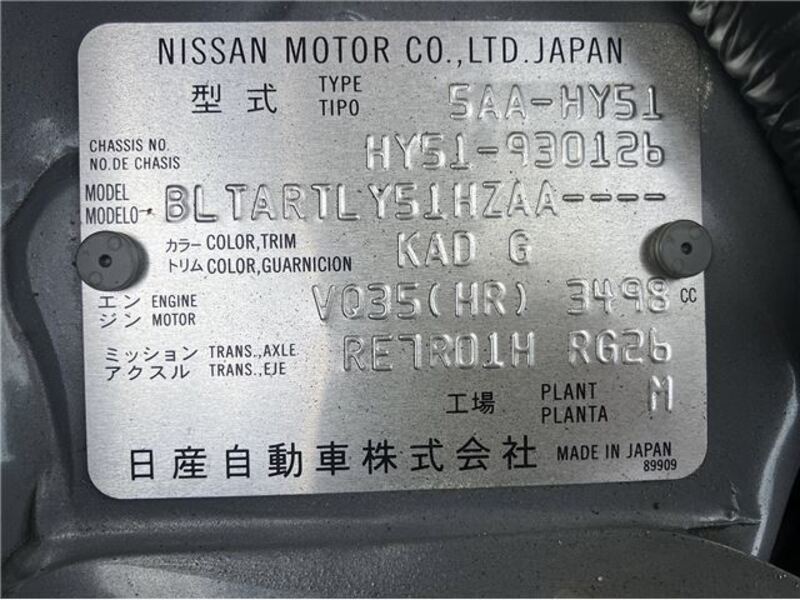 NISSAN MOTOR CO.,LTD.JAPAN
型式 TYPE TIPO 5AA-HY51
CHASSIS NO. NO.DE CHASIS HY51-930126
MODEL MODELO BLTARTLY51HZAA----
カラー COLOR,TRIM トリム COLOR,GUARNICION KAD G
エンジン ENGINE MOTOR VQ35(HR) 3498 CC
ミッション TRANS.,AXLE アクスル TRANS.,EJE RE7R01H RG26
工場 PLANT PLANTA M
日産自動車株式会社 MADE IN JAPAN
89909